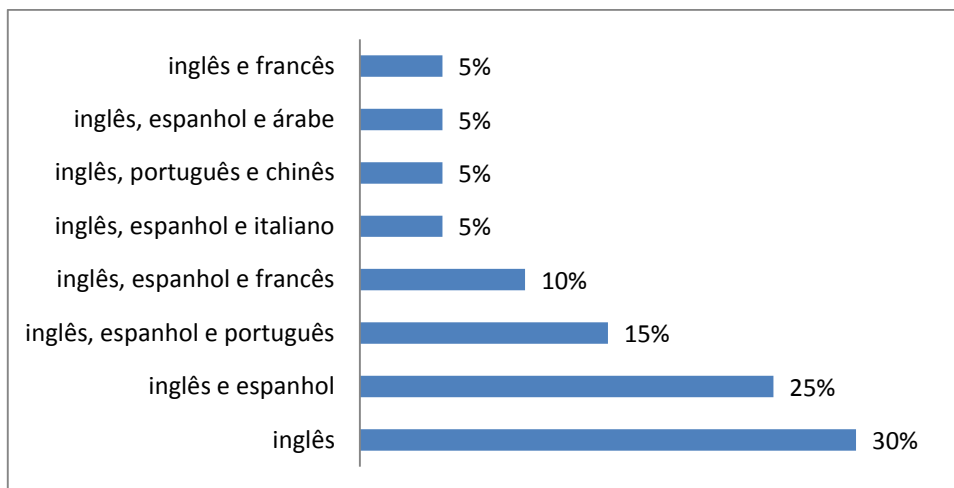 inglês e francês 5%
inglês, espanhol e árabe 5%
inglês, português e chinês 5%
inglês, espanhol e italiano 5%
inglês, espanhol e francês 10%
inglês, espanhol e português 15%
inglês e espanhol 25%
inglês 30%